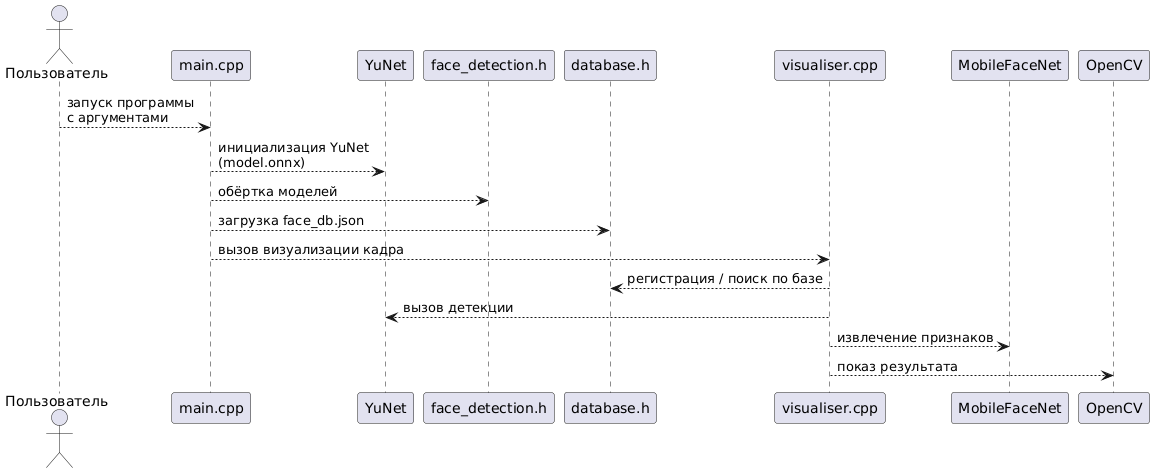 Пользователь
main.cpp
YuNet
face_detection.h
database.h
visualiser.cpp
MobileFaceNet
OpenCV
запуск программы
с аргументами
инициализация YuNet
(model.onnx)
обёртка моделей
загрузка face_db.json
вызов визуализации кадра
регистрация / поиск по базе
вызов детекции
извлечение признаков
показ результата
Пользователь
main.cpp
YuNet
face_detection.h
database.h
visualiser.cpp
MobileFaceNet
OpenCV